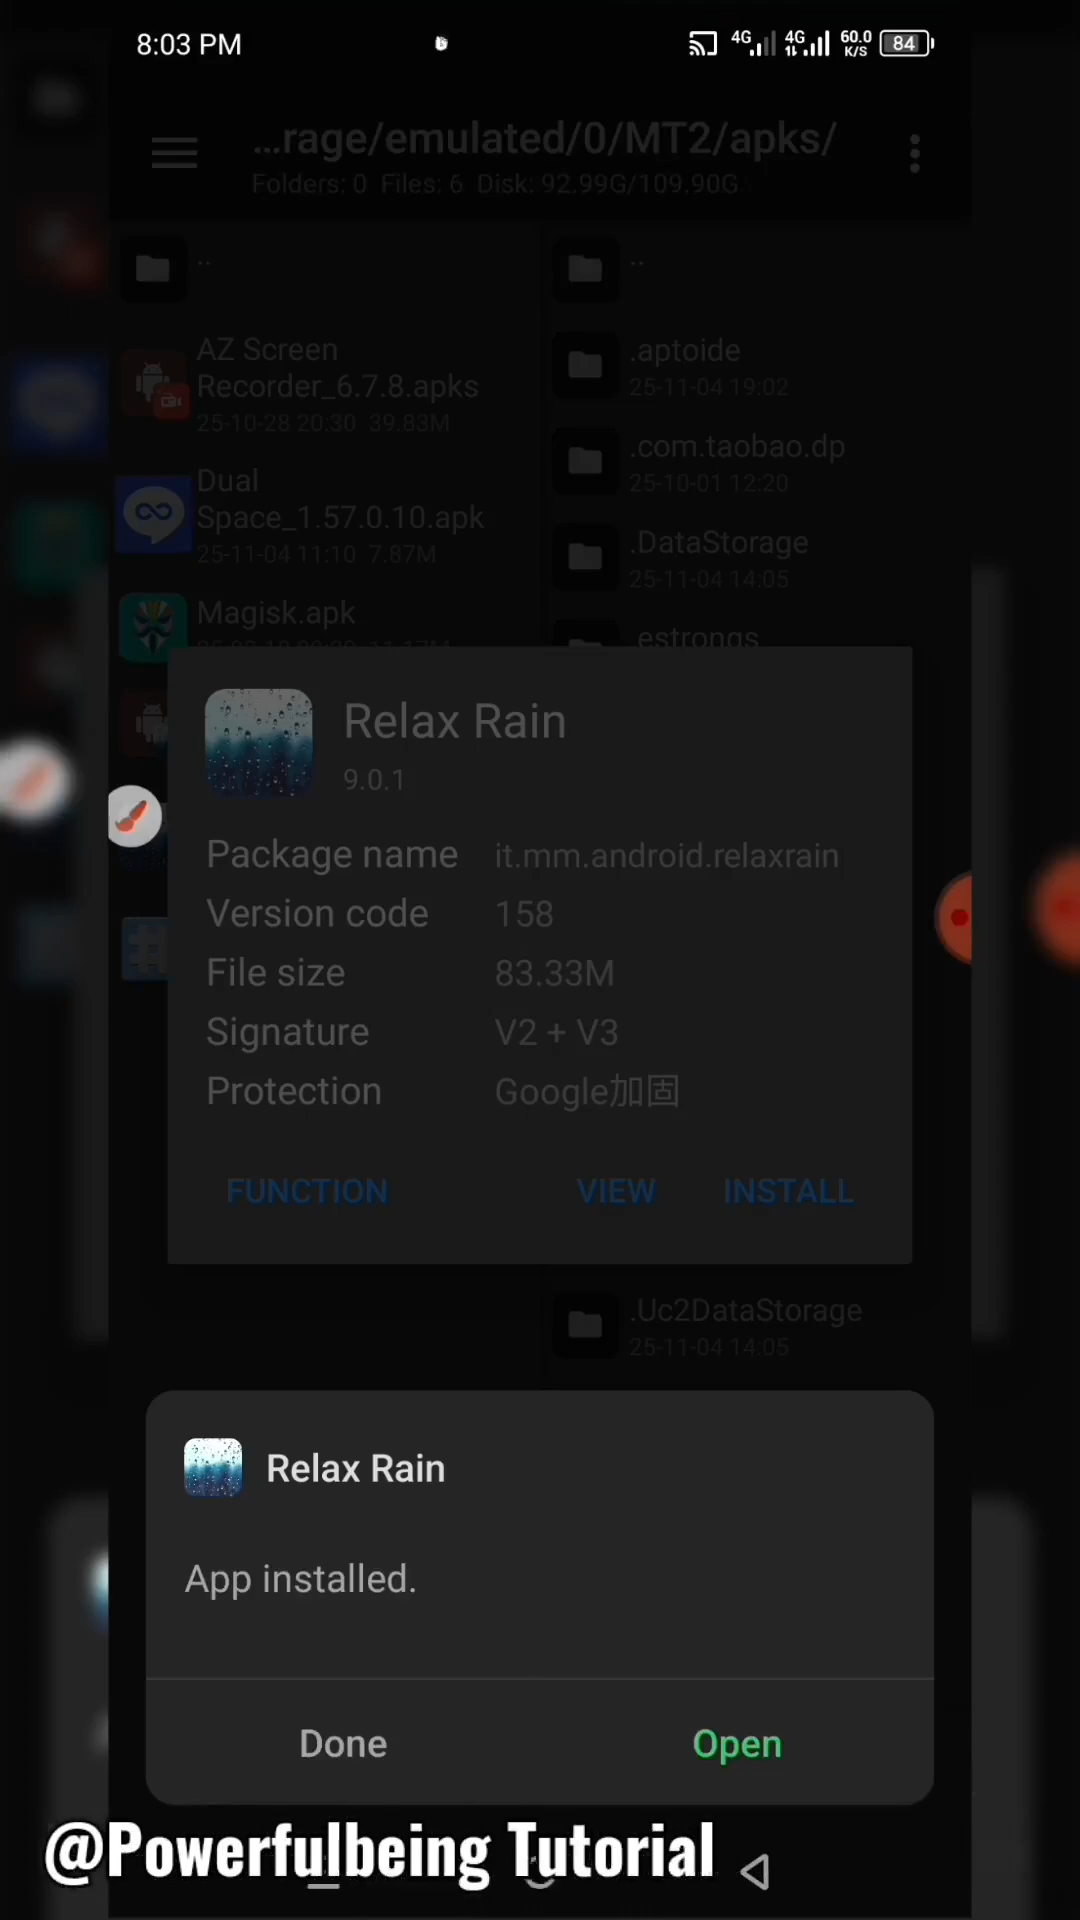 8:03 PM
4G
4G
60.0
K/S
84
...rage/emulated/0/MT2/apks/
Folders: 0 Files: 6 Disk: 92.99G/109.90G
..
AZ Screen
Recorder_6.7.8.apks
25-10-28 20:30 39.83M
Dual
Space_1.57.0.10.apk
25-11-04 11:10 7.87M
Magisk.apk
..
.aptoide
25-11-04 19:02
.com.taobao.dp
25-10-01 12:20
.DataStorage
25-11-04 14:05
.estrongs
Relax Rain
9.0.1
Package name it.mm.android.relaxrain
Version code 158
File size 83.33M
Signature V2 + V3
Protection Google加固
FUNCTION VIEW INSTALL
.Uc2DataStorage
25-11-04 14:05
Relax Rain
App installed.
Done Open
@Powerfulbeing Tutorial